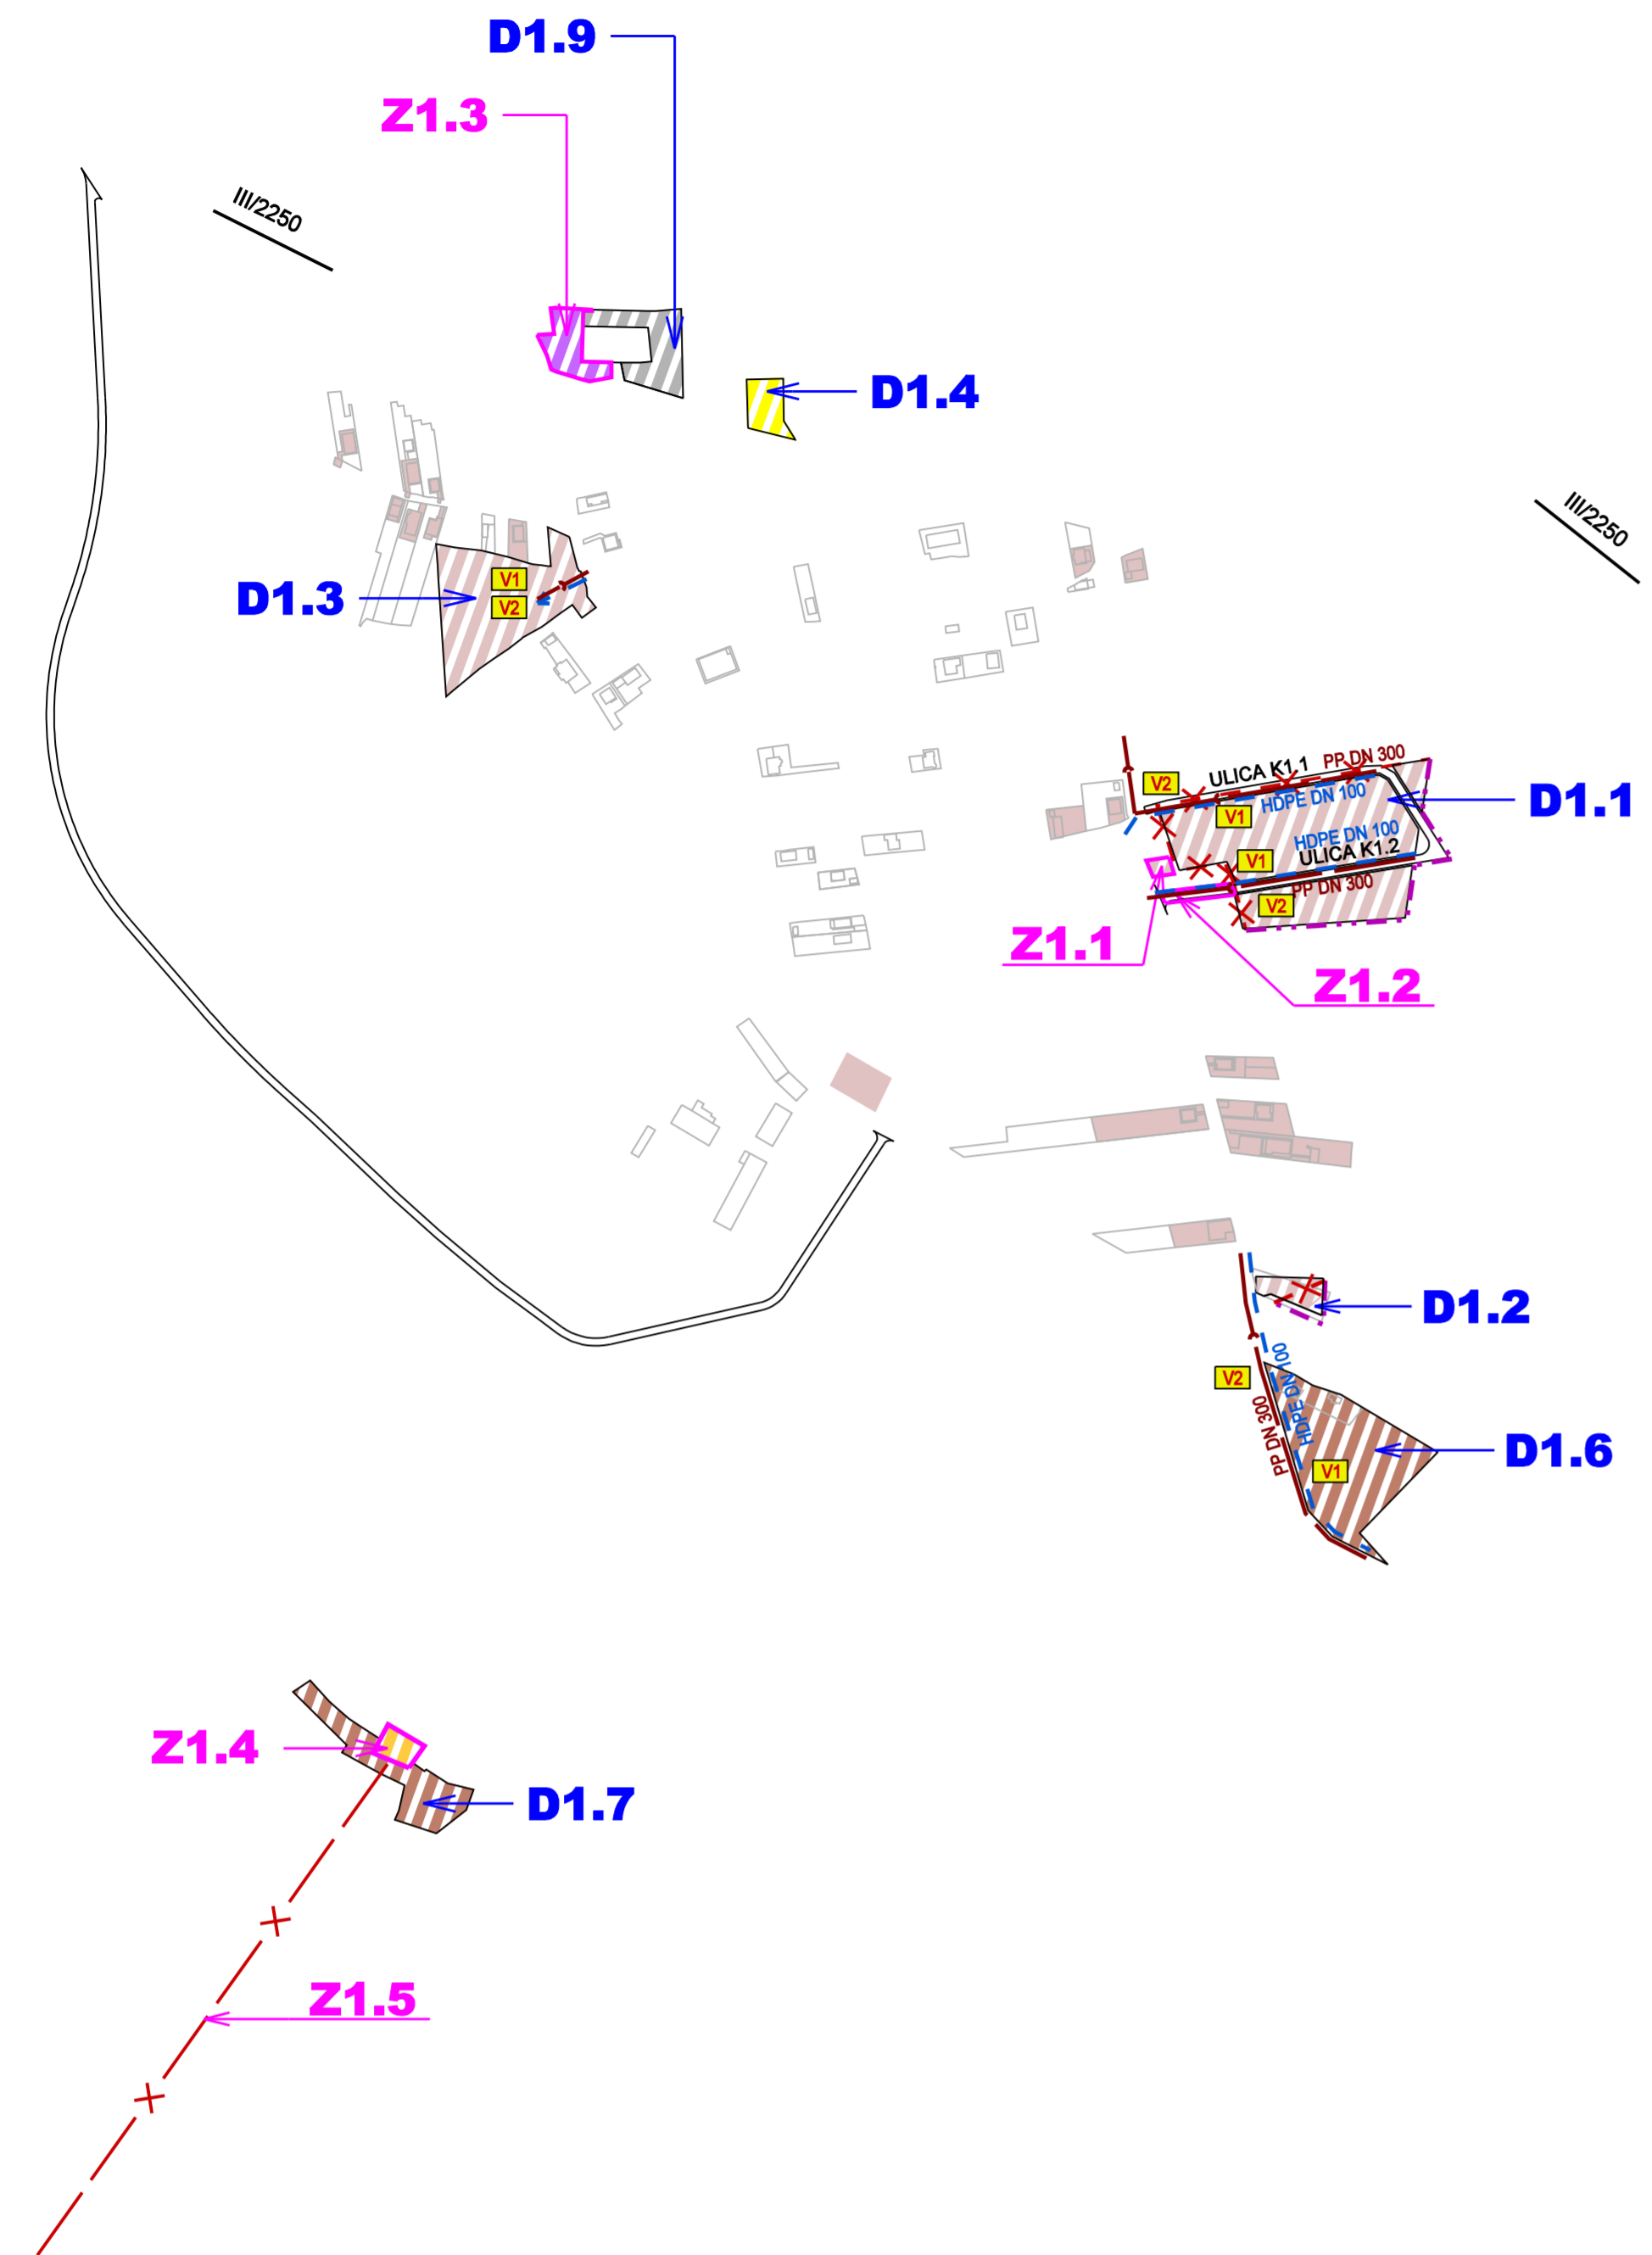 D1.9
Z1.3
III/2250
D1.4
III/2250
V1
D1.3
V2
PP DN 300
ULICA K1.1
V2
HDPE DN 100
D1.1
V1
HDPE DN 100
ULICA K1.2
V1
PP DN 300
V2
Z1.1
Z1.2
D1.2
V2
HDPE DN 100
PP DN 300
D1.6
V1
Z1.4
D1.7
Z1.5